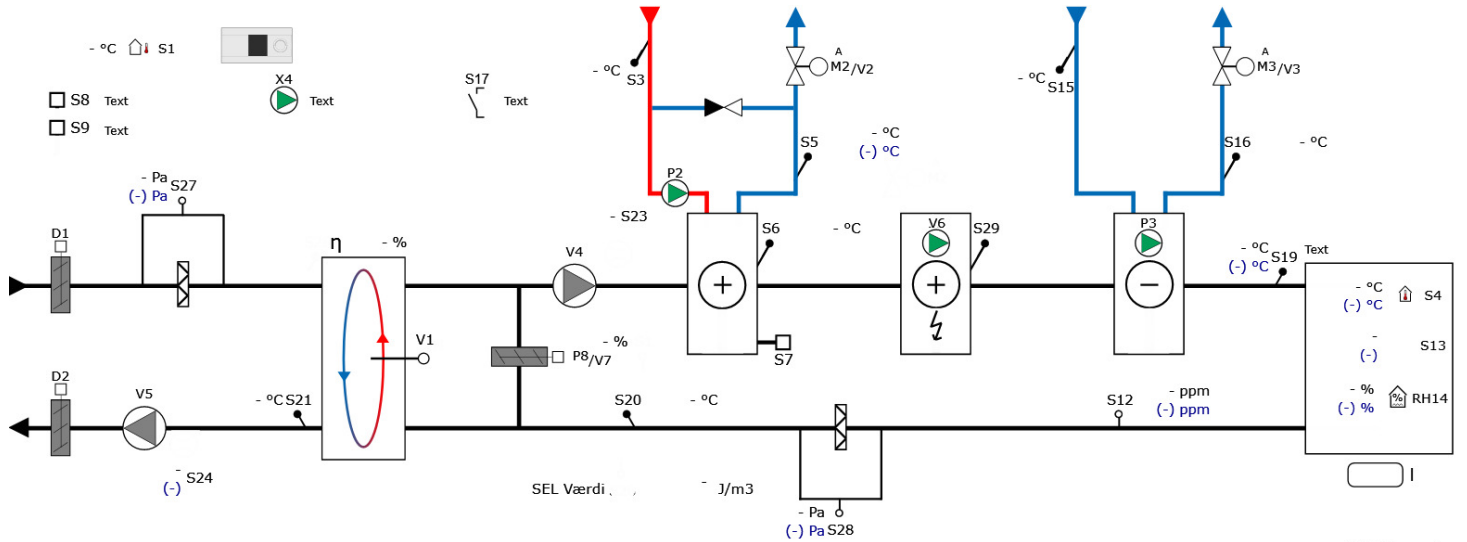 - °C S1
X4
Text
S17
Text
S8 Text
S9 Text
- °C S3
A
M2/V2
- °C S15
A
M3/V3
S5
- °C
(-) °C
S16
- °C
- Pa S27
(-) Pa
P2
- S23
D1
η - %
V4
S6
- °C
V6
S29
P3
- °C S19 Text
(-) °C
- °C S4
(-) °C
- S13
(-)
- % RH14
(-) %
V1
- %
P8/V7
S7
D2
V5
- °C S21
S20 - °C
S12
- ppm
(-) ppm
- S24
(-)
SEL Værdi - J/m3
- Pa
(-) Pa S28
I
%